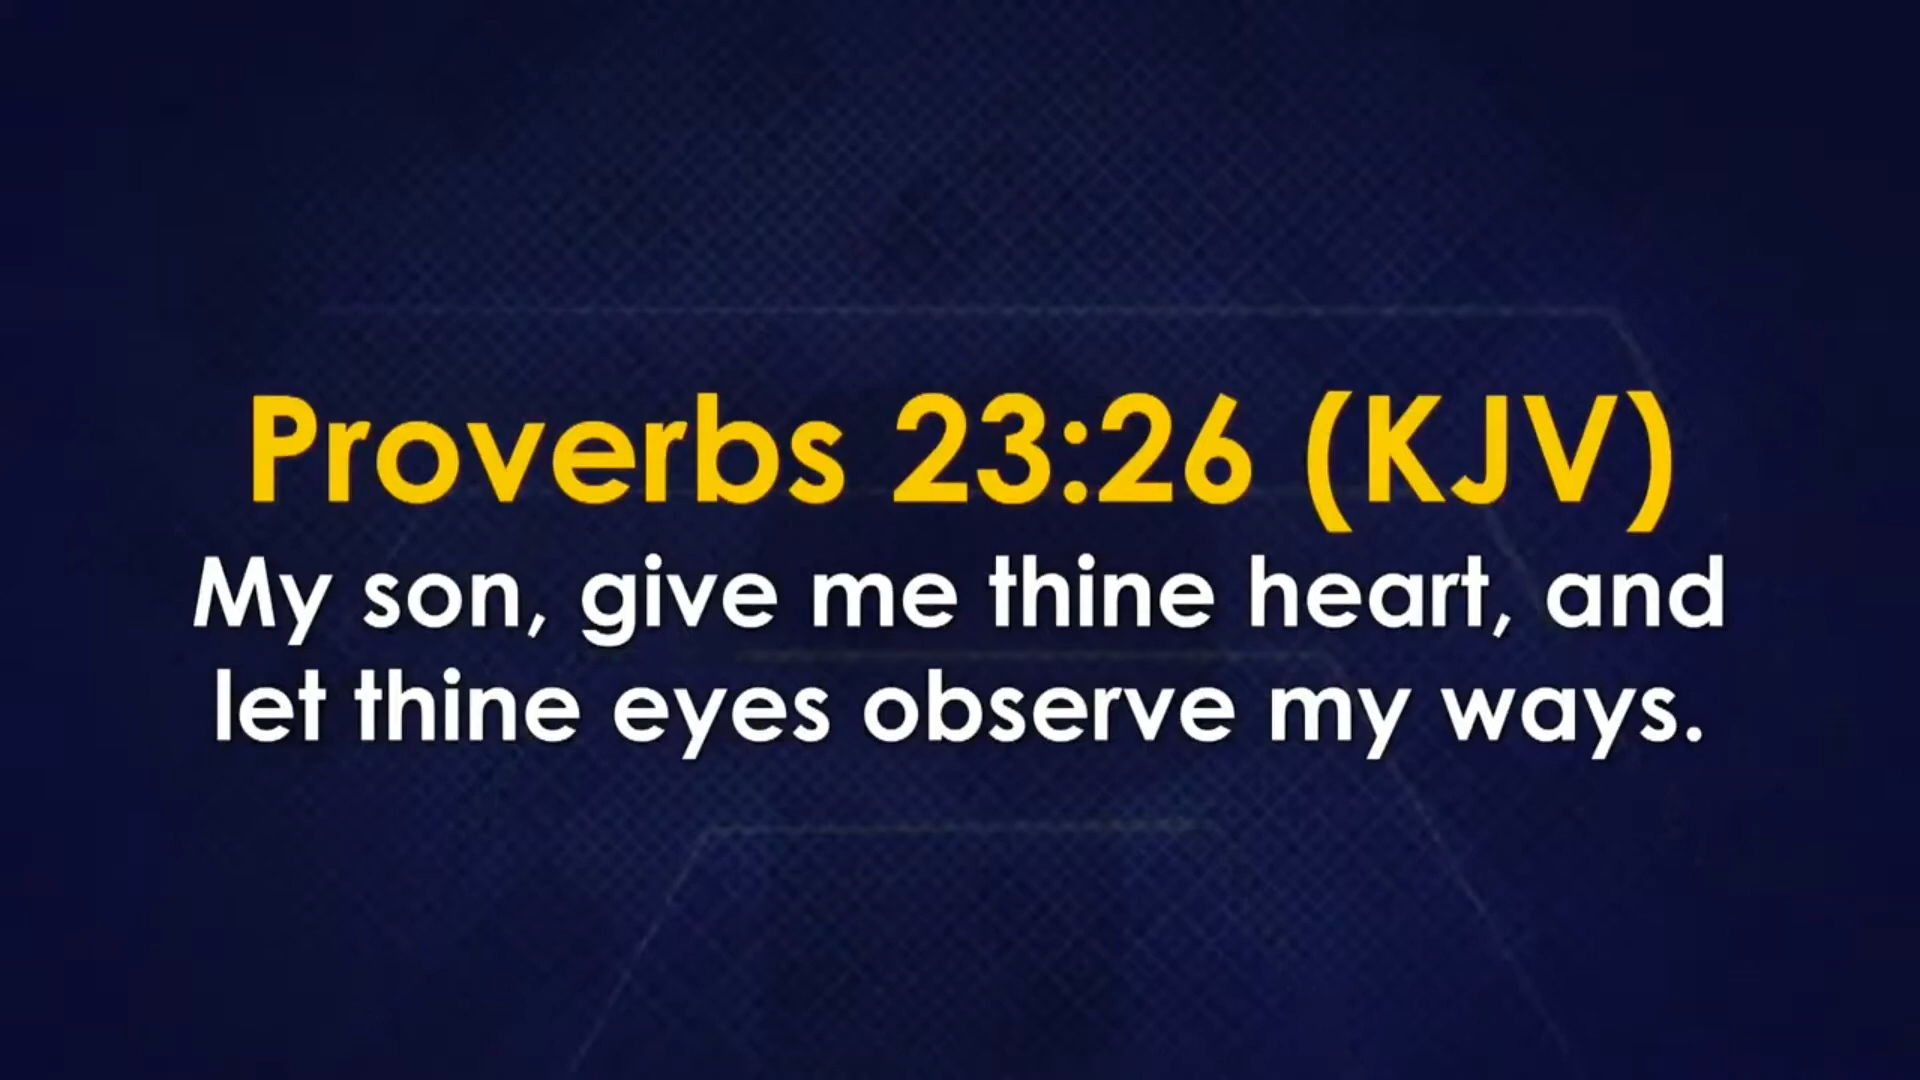 Proverbs 23:26 (KJV)
My son, give me thine heart, and
let thine eyes observe my ways.